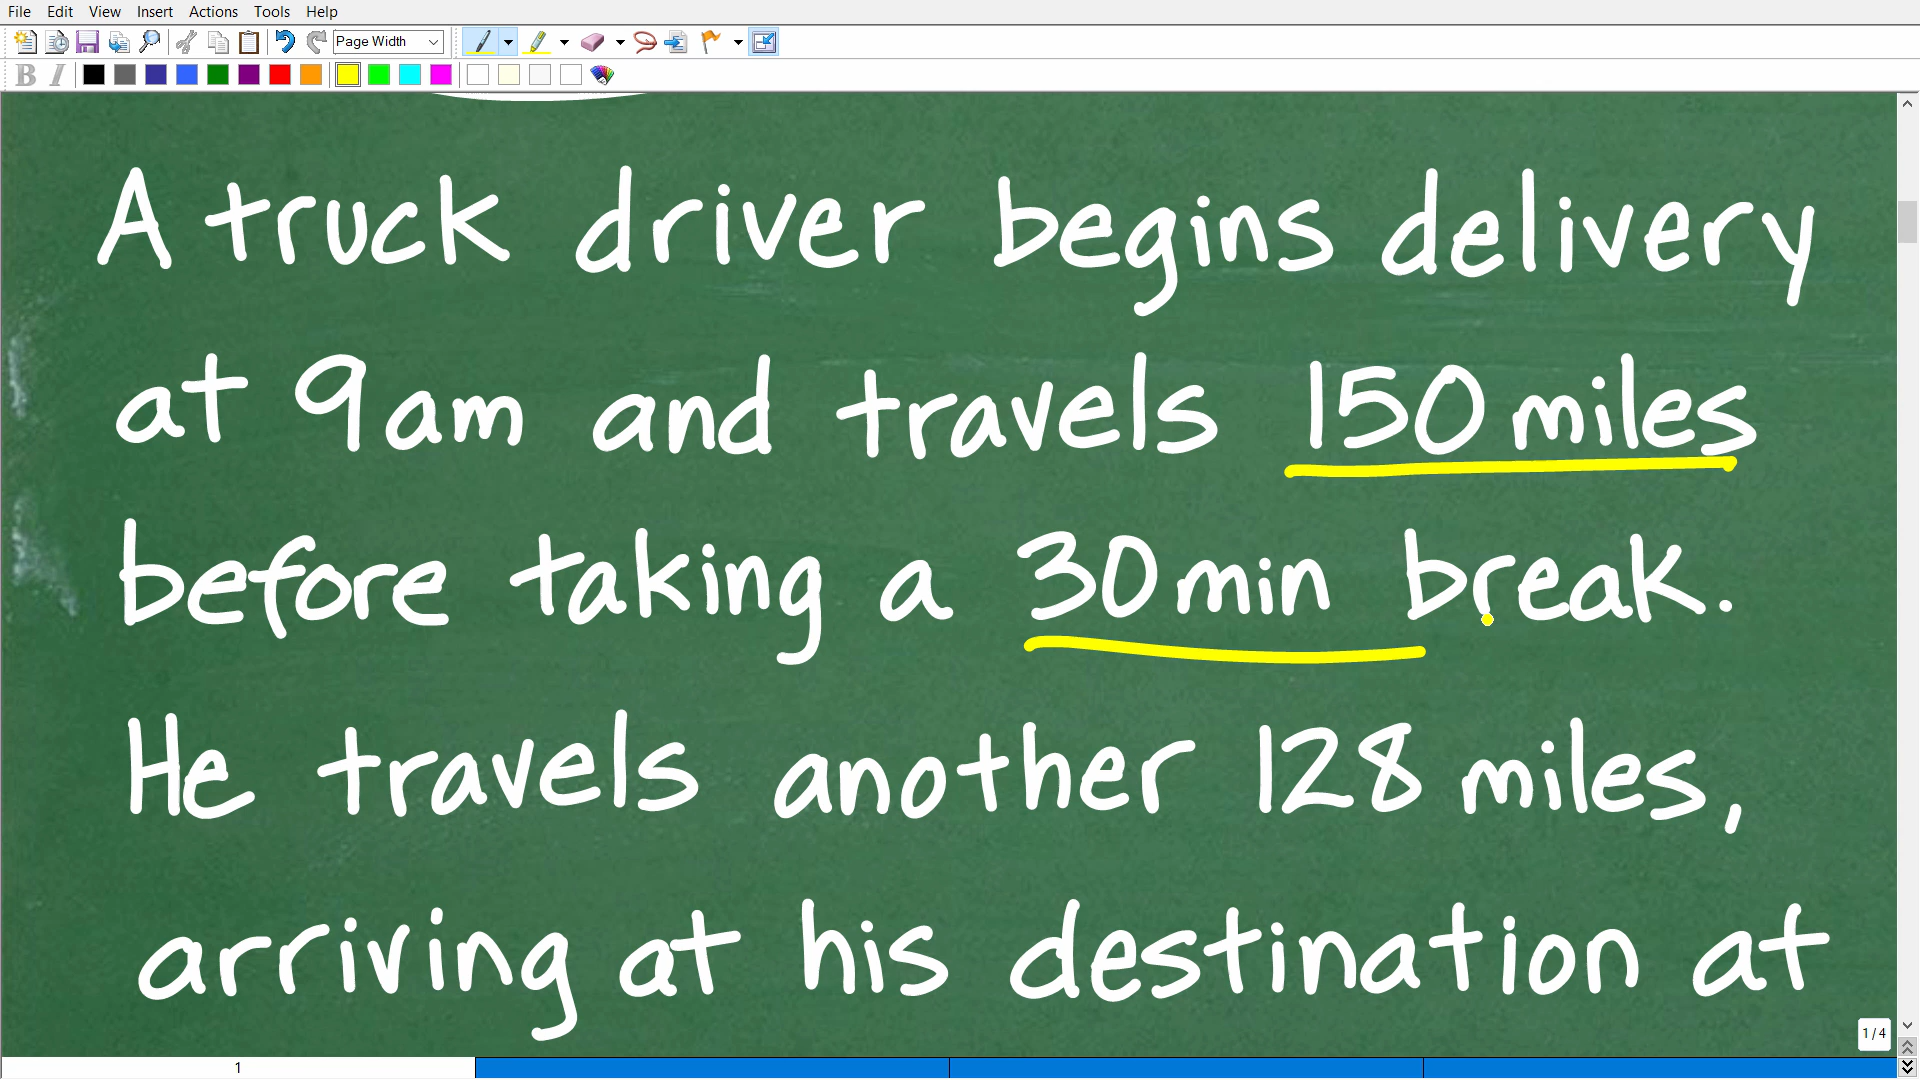 File Edit View Insert Actions Tools Help
Page Width
B I
A truck driver begins delivery
at 9am and travels 150 miles
before taking a 30 min break.
He travels another 128 miles,
arriving at his destination at
1 / 4
1